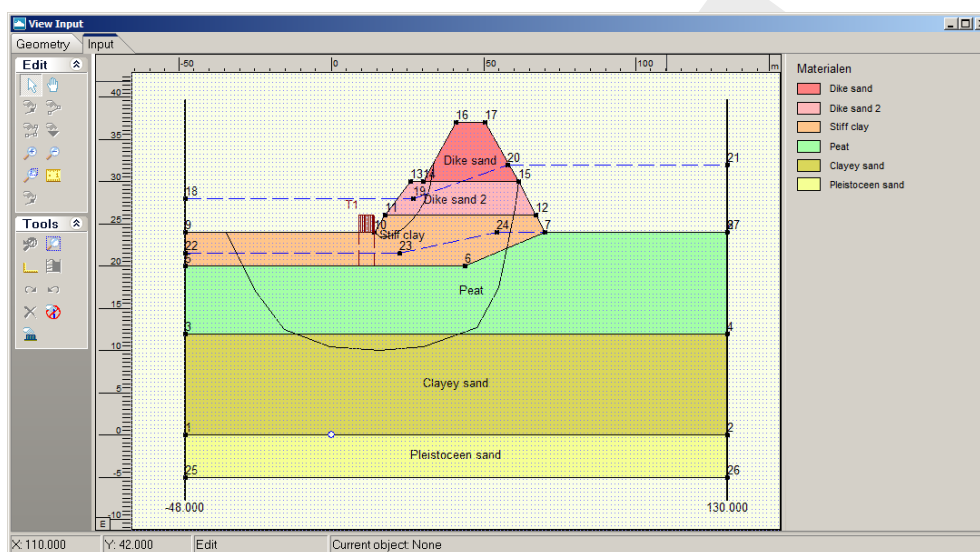 View Input
Geometry Input
Edit
Tools
-50 0 50 100 m
40
35
30
25
20
15
10
5
0
-5
-10
E
16 17
Dike sand
20 21
13 14 15
18 19 Dike sand 2
T1 11 12
9 10 Stiff clay 24 7
22 23
5 6
Peat
3 4
Clayey sand
1 2
Pleistoceen sand
25 26
-48.000 130.000
Materialen
Dike sand
Dike sand 2
Stiff clay
Peat
Clayey sand
Pleistoceen sand
X: 110.000 Y: 42.000 Edit Current object: None